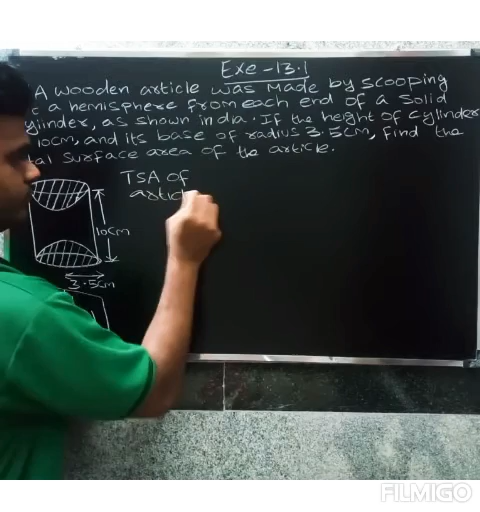 Exe-13.1
A wooden article was made by scooping
a hemisphere from each end of a solid
as shown in dia. If the height of cylinder
10cm, and its base of radius 3.5cm, Find the
Surface area of the article.
TSA Of
10cm
3.5cm
FILMIGO